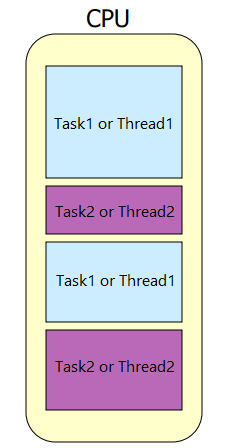 CPU
Task1 or Thread1
Task2 or Thread2
Task1 or Thread1
Task2 or Thread2